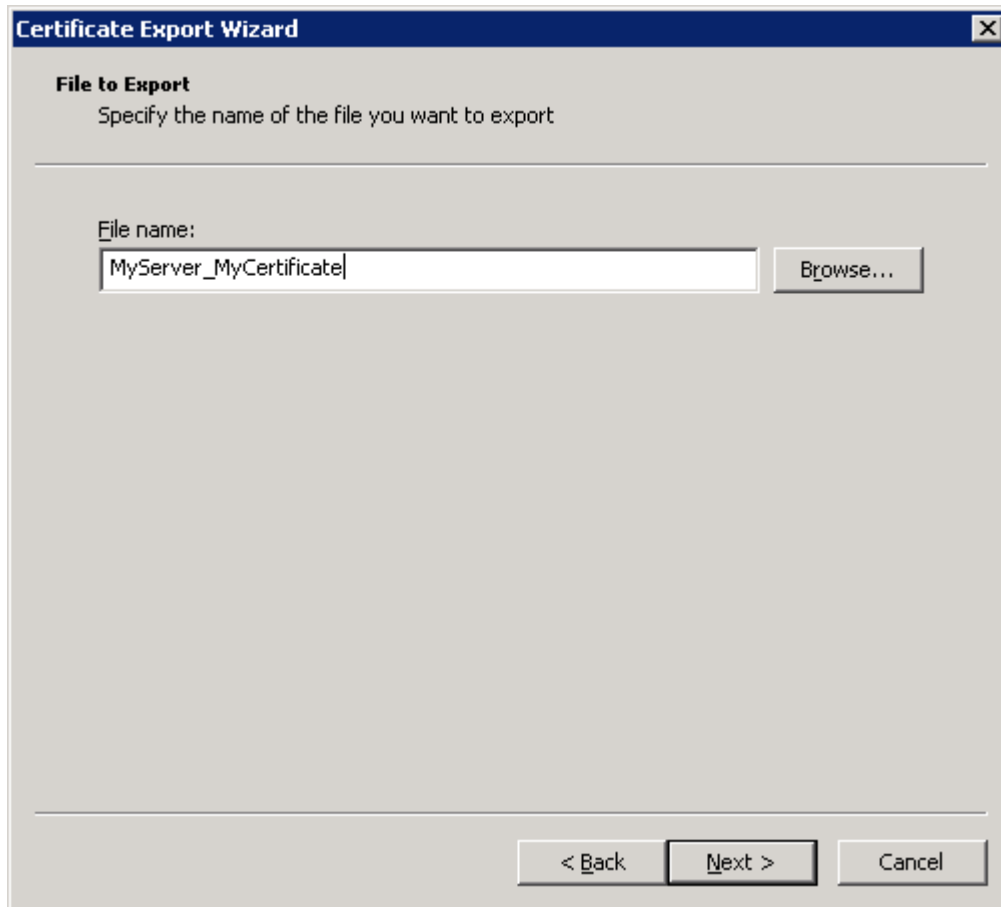 Certificate Export Wizard
File to Export
Specify the name of the file you want to export
File name:
MyServer_MyCertificate
Browse...
< Back
Next >
Cancel